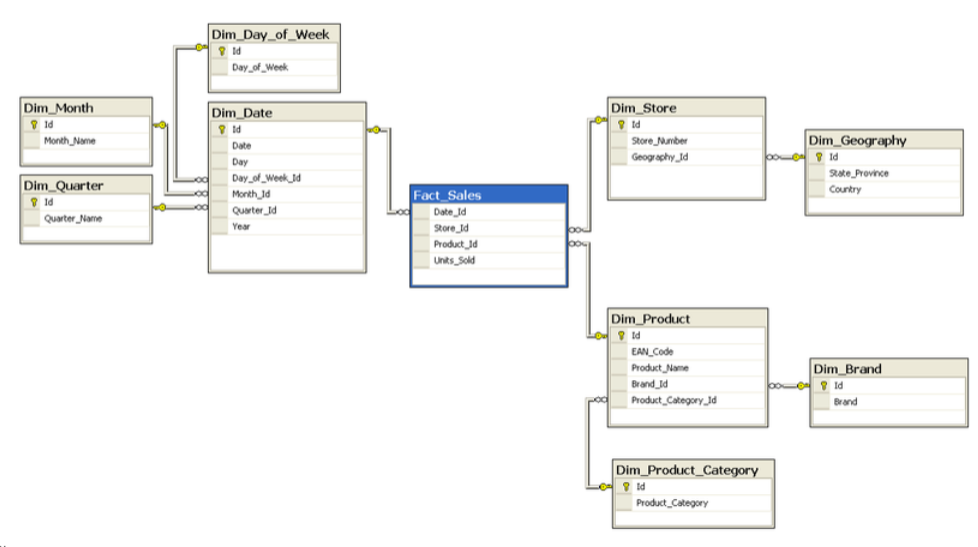 Dim_Day_of_Week
Id
Day_of_Week
Dim_Month
Id
Month_Name
Dim_Quarter
Id
Quarter_Name
Dim_Date
Id
Date
Day
Day_of_Week_Id
Month_Id
Quarter_Id
Year
Fact_Sales
Date_Id
Store_Id
Product_Id
Units_Sold
Dim_Store
Id
Store_Number
Geography_Id
Dim_Geography
Id
State_Province
Country
Dim_Product
Id
EAN_Code
Product_Name
Brand_Id
Product_Category_Id
Dim_Brand
Id
Brand
Dim_Product_Category
Id
Product_Category